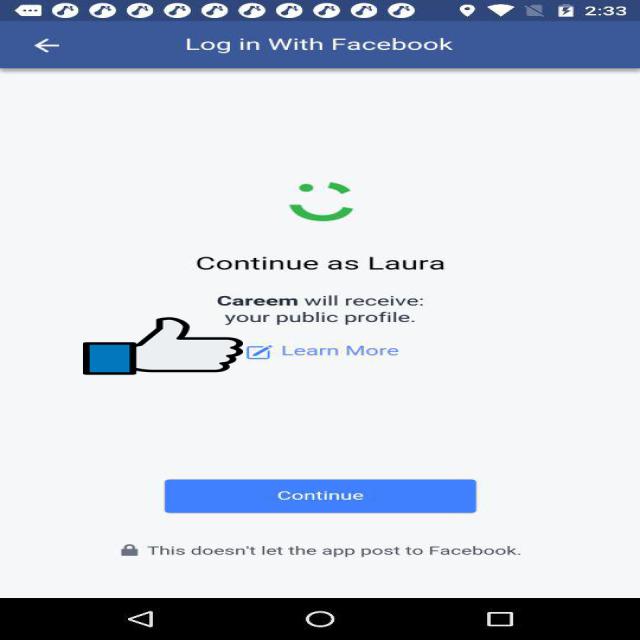 2:33
Log in With Facebook
Continue as Laura
Careem will receive:
your public profile.
Learn More
Continue
This doesn't let the app post to Facebook.